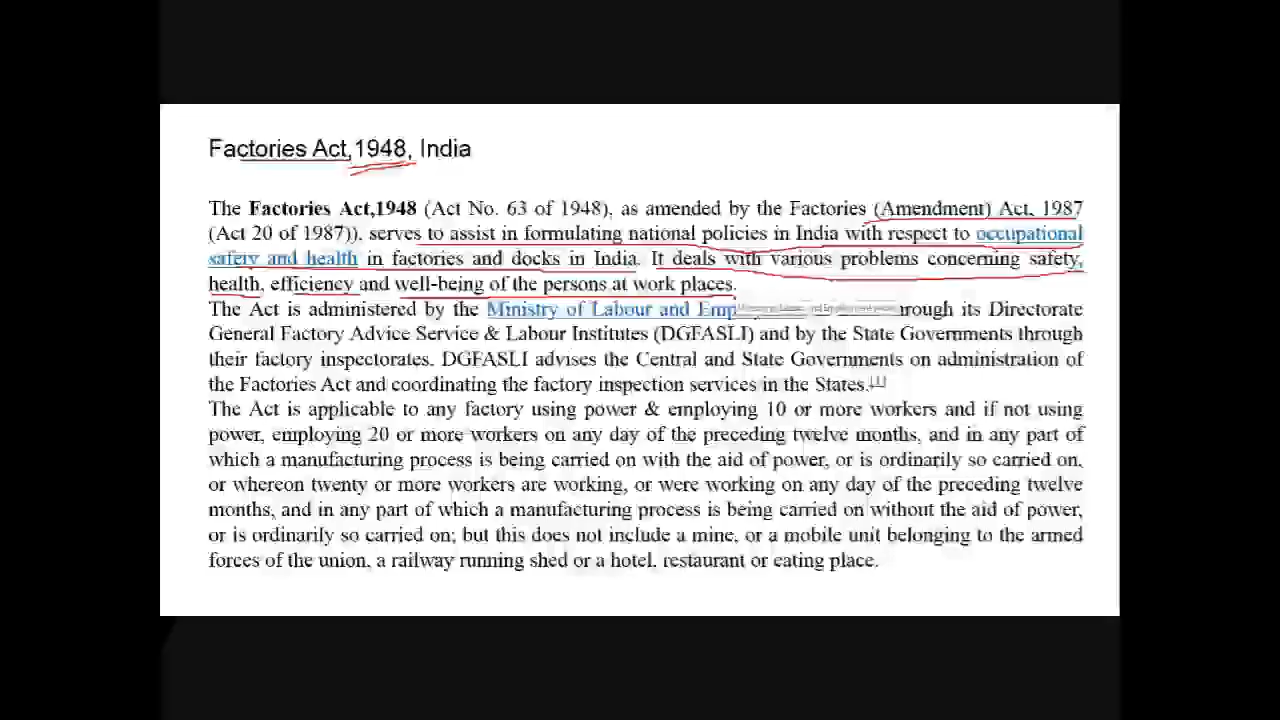 Factories Act,1948, India
The Factories Act,1948 (Act No. 63 of 1948), as amended by the Factories (Amendment) Act, 1987
(Act 20 of 1987)), serves to assist in formulating national policies in India with respect to occupational
safety and health in factories and docks in India. It deals with various problems concerning safety,
health, efficiency and well-being of the persons at work places.
The Act is administered by the Ministry of Labour and Emp through its Directorate
General Factory Advice Service & Labour Institutes (DGFASLI) and by the State Governments through
their factory inspectorates. DGFASLI advises the Central and State Governments on administration of
the Factories Act and coordinating the factory inspection services in the States.[1]
The Act is applicable to any factory using power & employing 10 or more workers and if not using
power, employing 20 or more workers on any day of the preceding twelve months, and in any part of
which a manufacturing process is being carried on with the aid of power, or is ordinarily so carried on,
or whereon twenty or more workers are working, or were working on any day of the preceding twelve
months, and in any part of which a manufacturing process is being carried on without the aid of power,
or is ordinarily so carried on; but this does not include a mine, or a mobile unit belonging to the armed
forces of the union, a railway running shed or a hotel, restaurant or eating place.